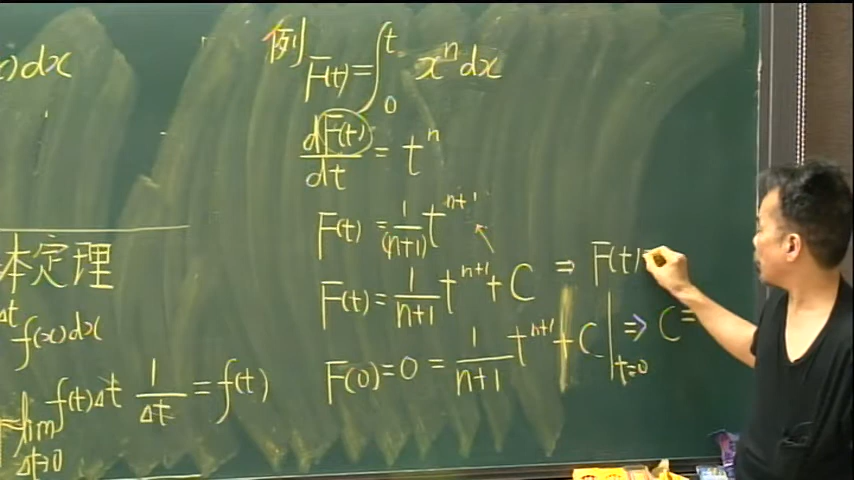 )dx
本定理
Δt
f(x)dx
lim f(t)Δt 1/Δt = f(t)
Δt→0
例 F(t) = ∫₀ᵗ xⁿ dx
dF(t)/dt = tⁿ
F(t) = 1/(n+1) tⁿ⁺¹
F(t) = 1/(n+1) tⁿ⁺¹ + C ⇒ F(t)=
F(0) = 0 = 1/(n+1) tⁿ⁺¹ + C |t=0 ⇒ C =